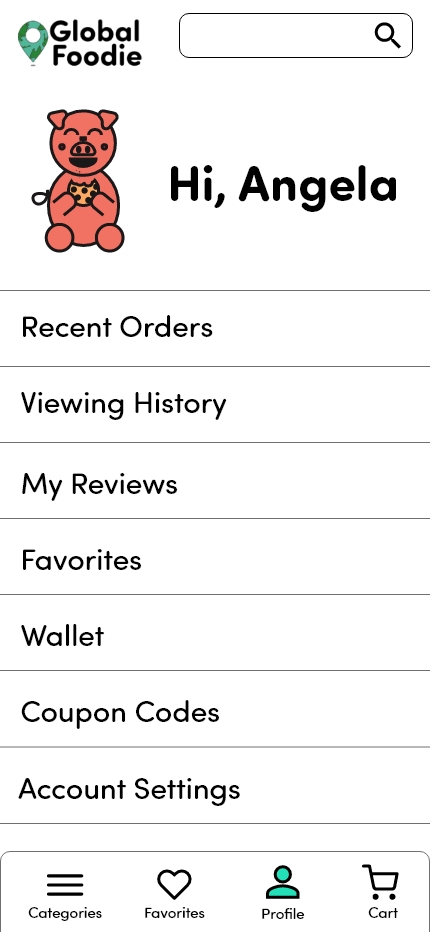 Global
Foodie
Hi, Angela
Recent Orders
Viewing History
My Reviews
Favorites
Wallet
Coupon Codes
Account Settings
Categories
Favorites
Profile
Cart